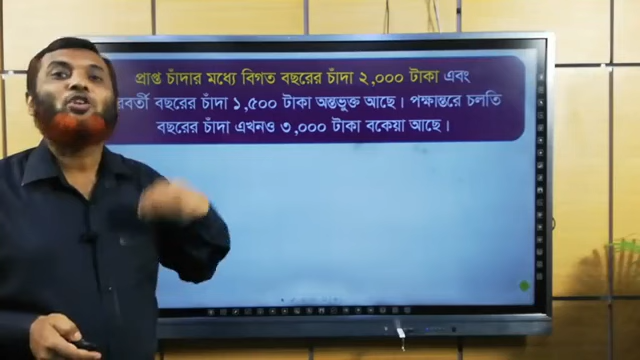 প্রাপ্ত চাঁদার মধ্যে বিগত বছরের চাঁদা ২,০০০ টাকা এবং
বছরের চাঁদা ১,৫০০ টাকা অন্তর্ভূক্ত আছে। পক্ষান্তরে চলতি
বছরের চাঁদা এখনও ৩,০০০ টাকা বকেয়া আছে।